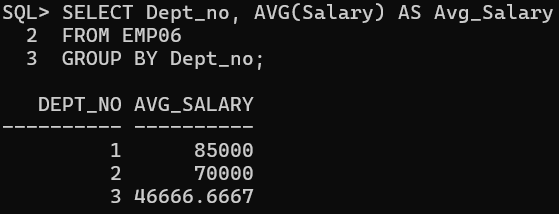 SQL> SELECT Dept_no, AVG(Salary) AS Avg_Salary
  2  FROM EMP06
  3  GROUP BY Dept_no;

   DEPT_NO AVG_SALARY
---------- ----------
         1      85000
         2      70000
         3 46666.6667